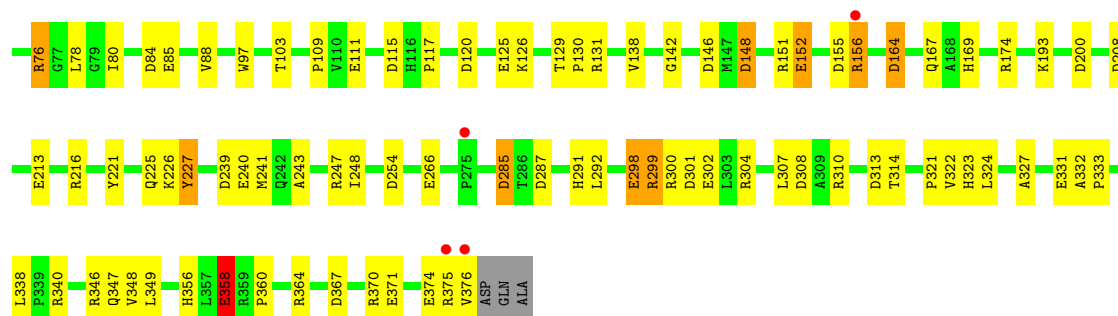 R76 G77 L78 G79 I80 D84 E85 V88 W97 T103 P109 V110 E111 D115 H116 P117 D120 E125 K126 T129 P130 R131 V138 G142 D146 M147 D148 R151 E152 D155 R156 D164 Q167 A168 H169 R174 K193 D200
E213 R216 Y221 Q225 K226 Y227 D239 E240 M241 Q242 A243 R247 I248 D254 E266 P275 D285 T286 D287 H291 L292 E298 R299 R300 D301 E302 L303 R304 L307 D308 A309 R310 D313 T314 P321 V322 H323 L324 A327 E331 A332 P333
L338 P339 R340 R346 Q347 V348 L349 H356 L357 E358 R359 P360 R364 D367 R370 E371 E374 R375 V376 ASP GLN ALA